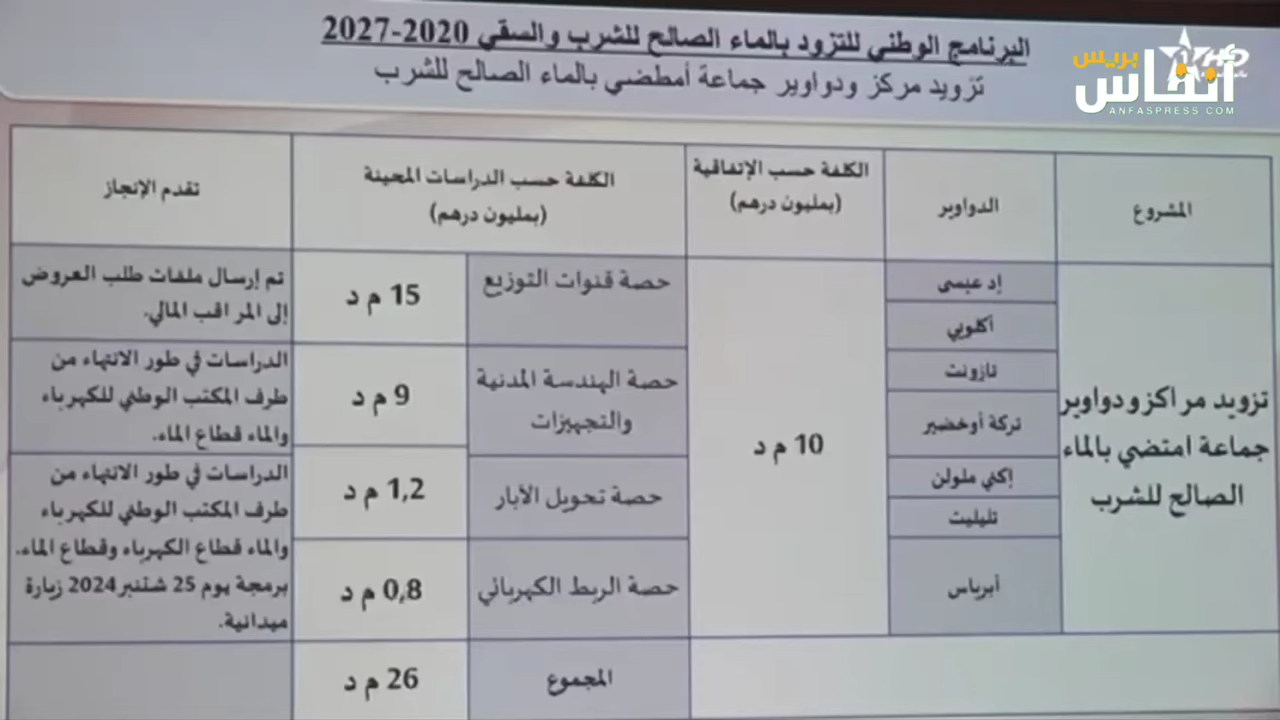 البرنامج الوطني للتزود بالماء الصالح للشرب والسقي 2020-2027
تزويد مركز ودواوير جماعة أمطضي بالماء الصالح للشرب
بريس
أنفاس
ANFASPRESS.COM
المشروع
الدواوير
الكلفة حسب الإتفاقية
(بمليون درهم)
الكلفة حسب الدراسات المحينة
(بمليون درهم)
تقدم الإنجاز
تزويد مراكز ودواوير
جماعة امتضي بالماء
الصالح للشرب
إد عيسى
أكلويي
تازونت
تركة أوخضير
إكني ملولن
تليليت
أبرباس
10 م د
حصة قنوات التوزيع
15 م د
تم إرسال ملفات طلب العروض
إلى المراقب المالي.
حصة الهندسة المدنية
والتجهيزات
9 م د
الدراسات في طور الانتهاء من
طرف المكتب الوطني للكهرباء
والماء قطاع الماء.
حصة تحويل الآبار
1,2 م د
حصة الربط الكهربائي
0,8 م د
الدراسات في طور الانتهاء من
طرف المكتب الوطني للكهرباء
والماء قطاع الكهرباء وقطاع الماء.
برمجة يوم 25 شتنبر 2024 زيارة
ميدانية.
المجموع
26 م د